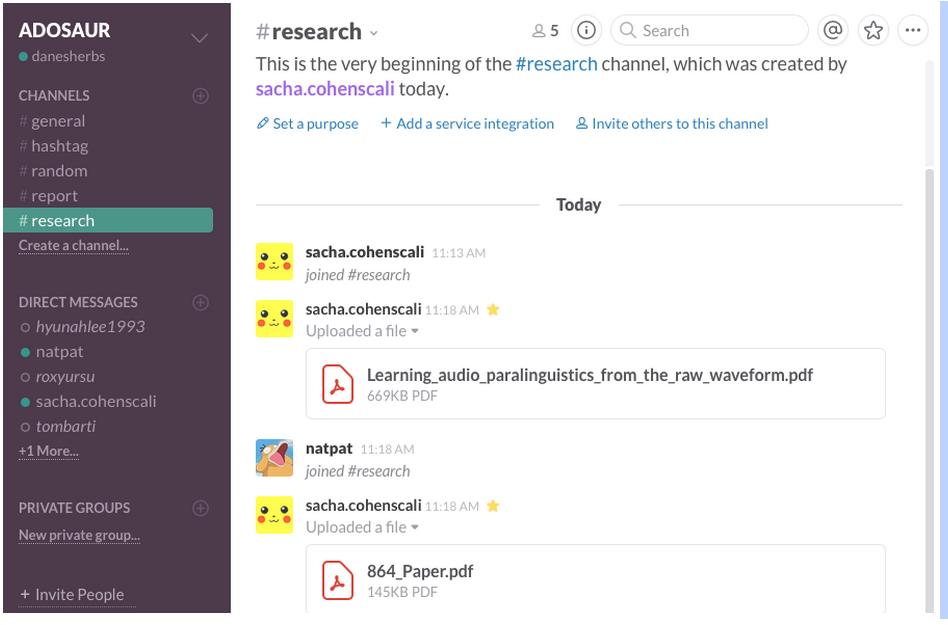 ADOSAUR
danesherbs
CHANNELS
# general
# hashtag
# random
# report
# research
Create a channel...
DIRECT MESSAGES
hyunahlee1993
natpat
roxyursu
sacha.cohenscali
tombarti
+1 More...
PRIVATE GROUPS
New private group...
+ Invite People
#research
5
Search
This is the very beginning of the #research channel, which was created by
sacha.cohenscali today.
Set a purpose + Add a service integration Invite others to this channel
Today
sacha.cohenscali 11:13 AM
joined #research
sacha.cohenscali 11:18 AM
Uploaded a file
Learning_audio_paralinguistics_from_the_raw_waveform.pdf
669KB PDF
natpat 11:18 AM
joined #research
sacha.cohenscali 11:18 AM
Uploaded a file
864_Paper.pdf
145KB PDF